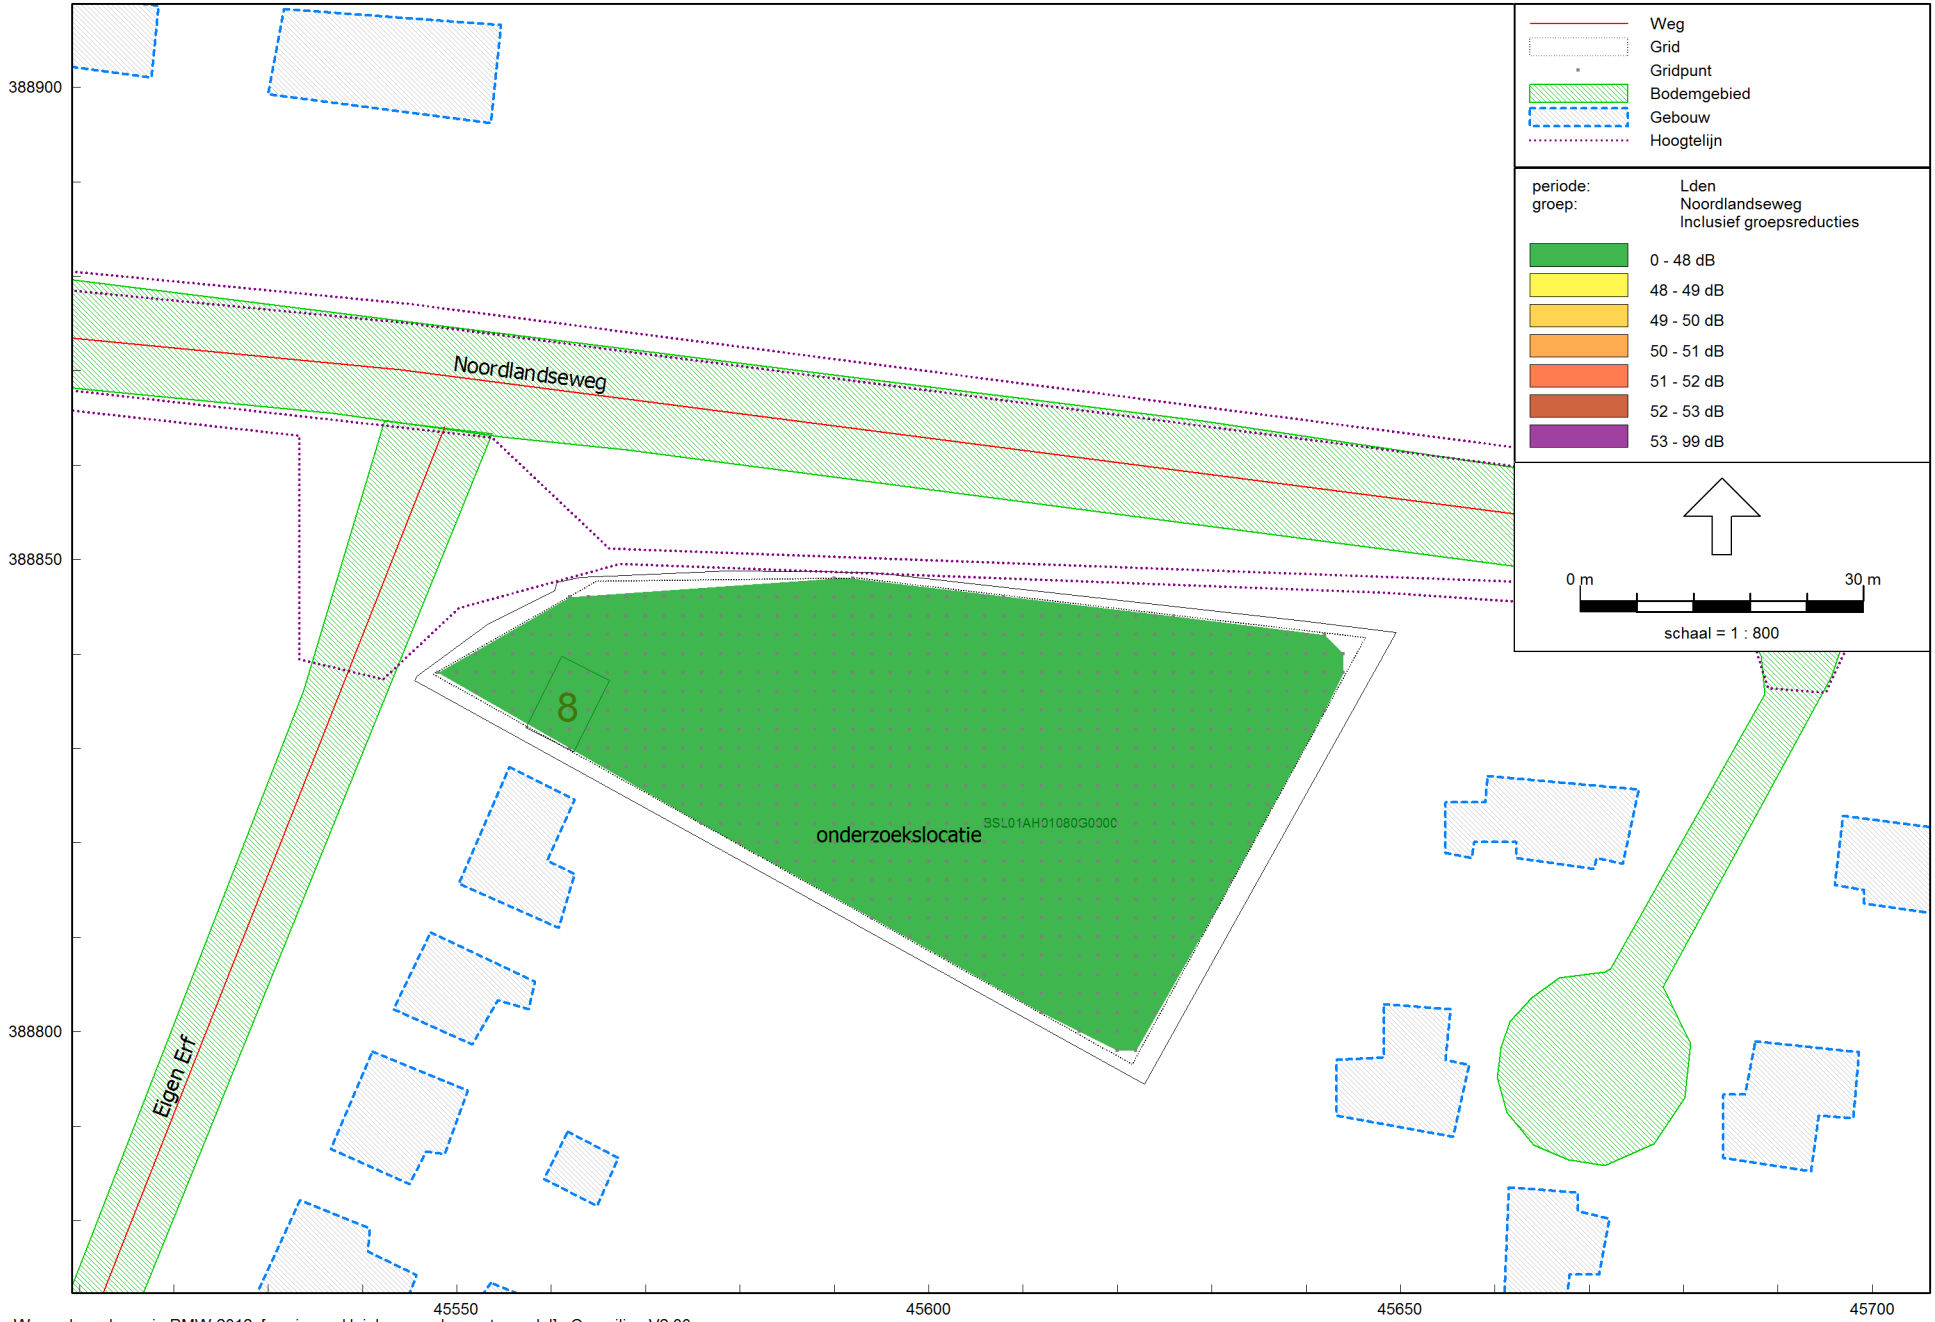 Weg
Grid
Gridpunt
Bodemgebied
Gebouw
Hoogtelijn
periode: Lden
groep: Noordlandseweg
Inclusief groepsreducties
0 - 48 dB
48 - 49 dB
49 - 50 dB
50 - 51 dB
51 - 52 dB
52 - 53 dB
53 - 99 dB
0 m 30 m
schaal = 1 : 800
388900
388850
388800
Noordlandseweg
8
onderzoekslocatie
BSL01AH01080G0000
Eigen Erf
45550 45600 45650 45700